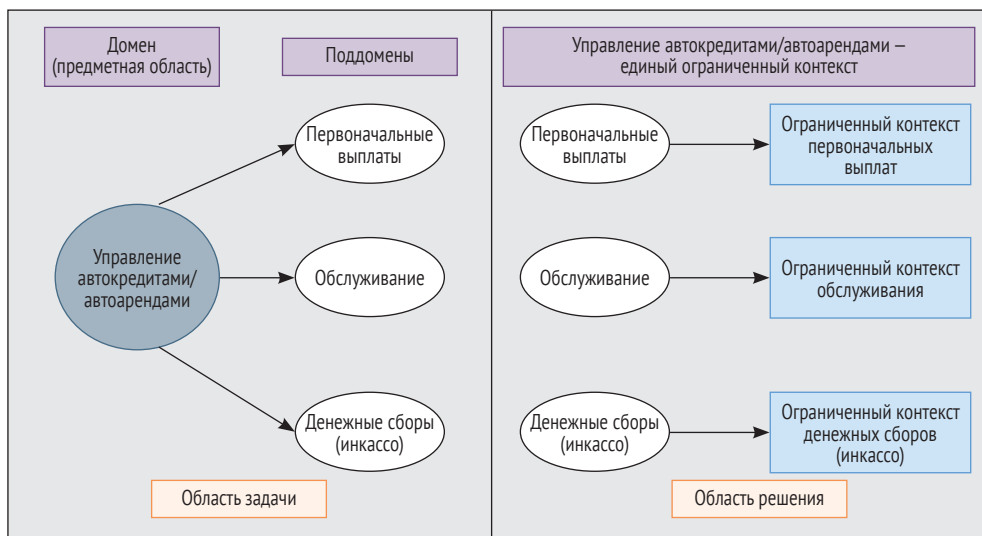 Домен
(предметная область)
Поддомены
Первоначальные
выплаты
Управление
автокредитами/
автоарендами
Обслуживание
Денежные сборы
(инкассо)
Область задачи
Управление автокредитами/автоарендами –
единый ограниченный контекст
Первоначальные
выплаты
Ограниченный контекст
первоначальных
выплат
Обслуживание
Ограниченный контекст
обслуживания
Денежные сборы
(инкассо)
Ограниченный контекст
денежных сборов
(инкассо)
Область решения